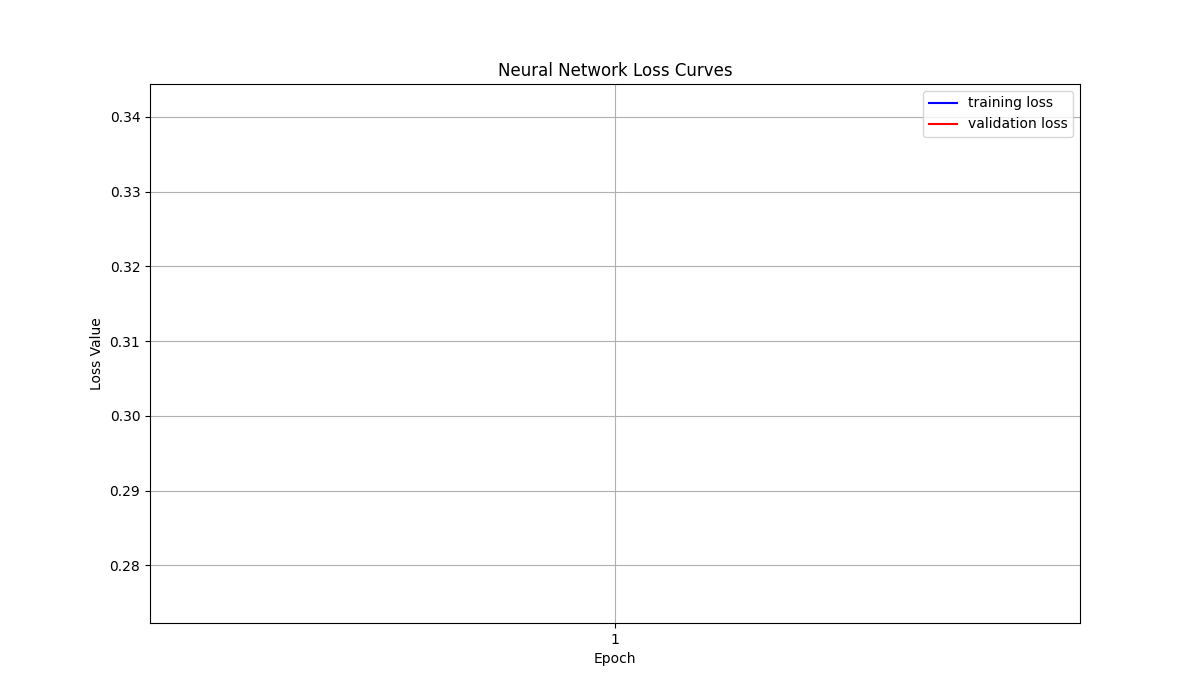 Neural Network Loss Curves
training loss
validation loss
0.34
0.33
0.32
0.31
0.30
0.29
0.28
Loss Value
1
Epoch